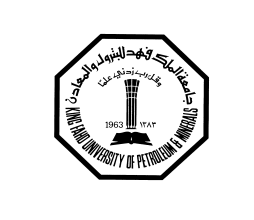 جامعة الملك فهد للبترول والمعادن
وقل رب زدني علما
1963 ١٣٨٣
KING FAHD UNIVERSITY OF PETROLEUM & MINERALS